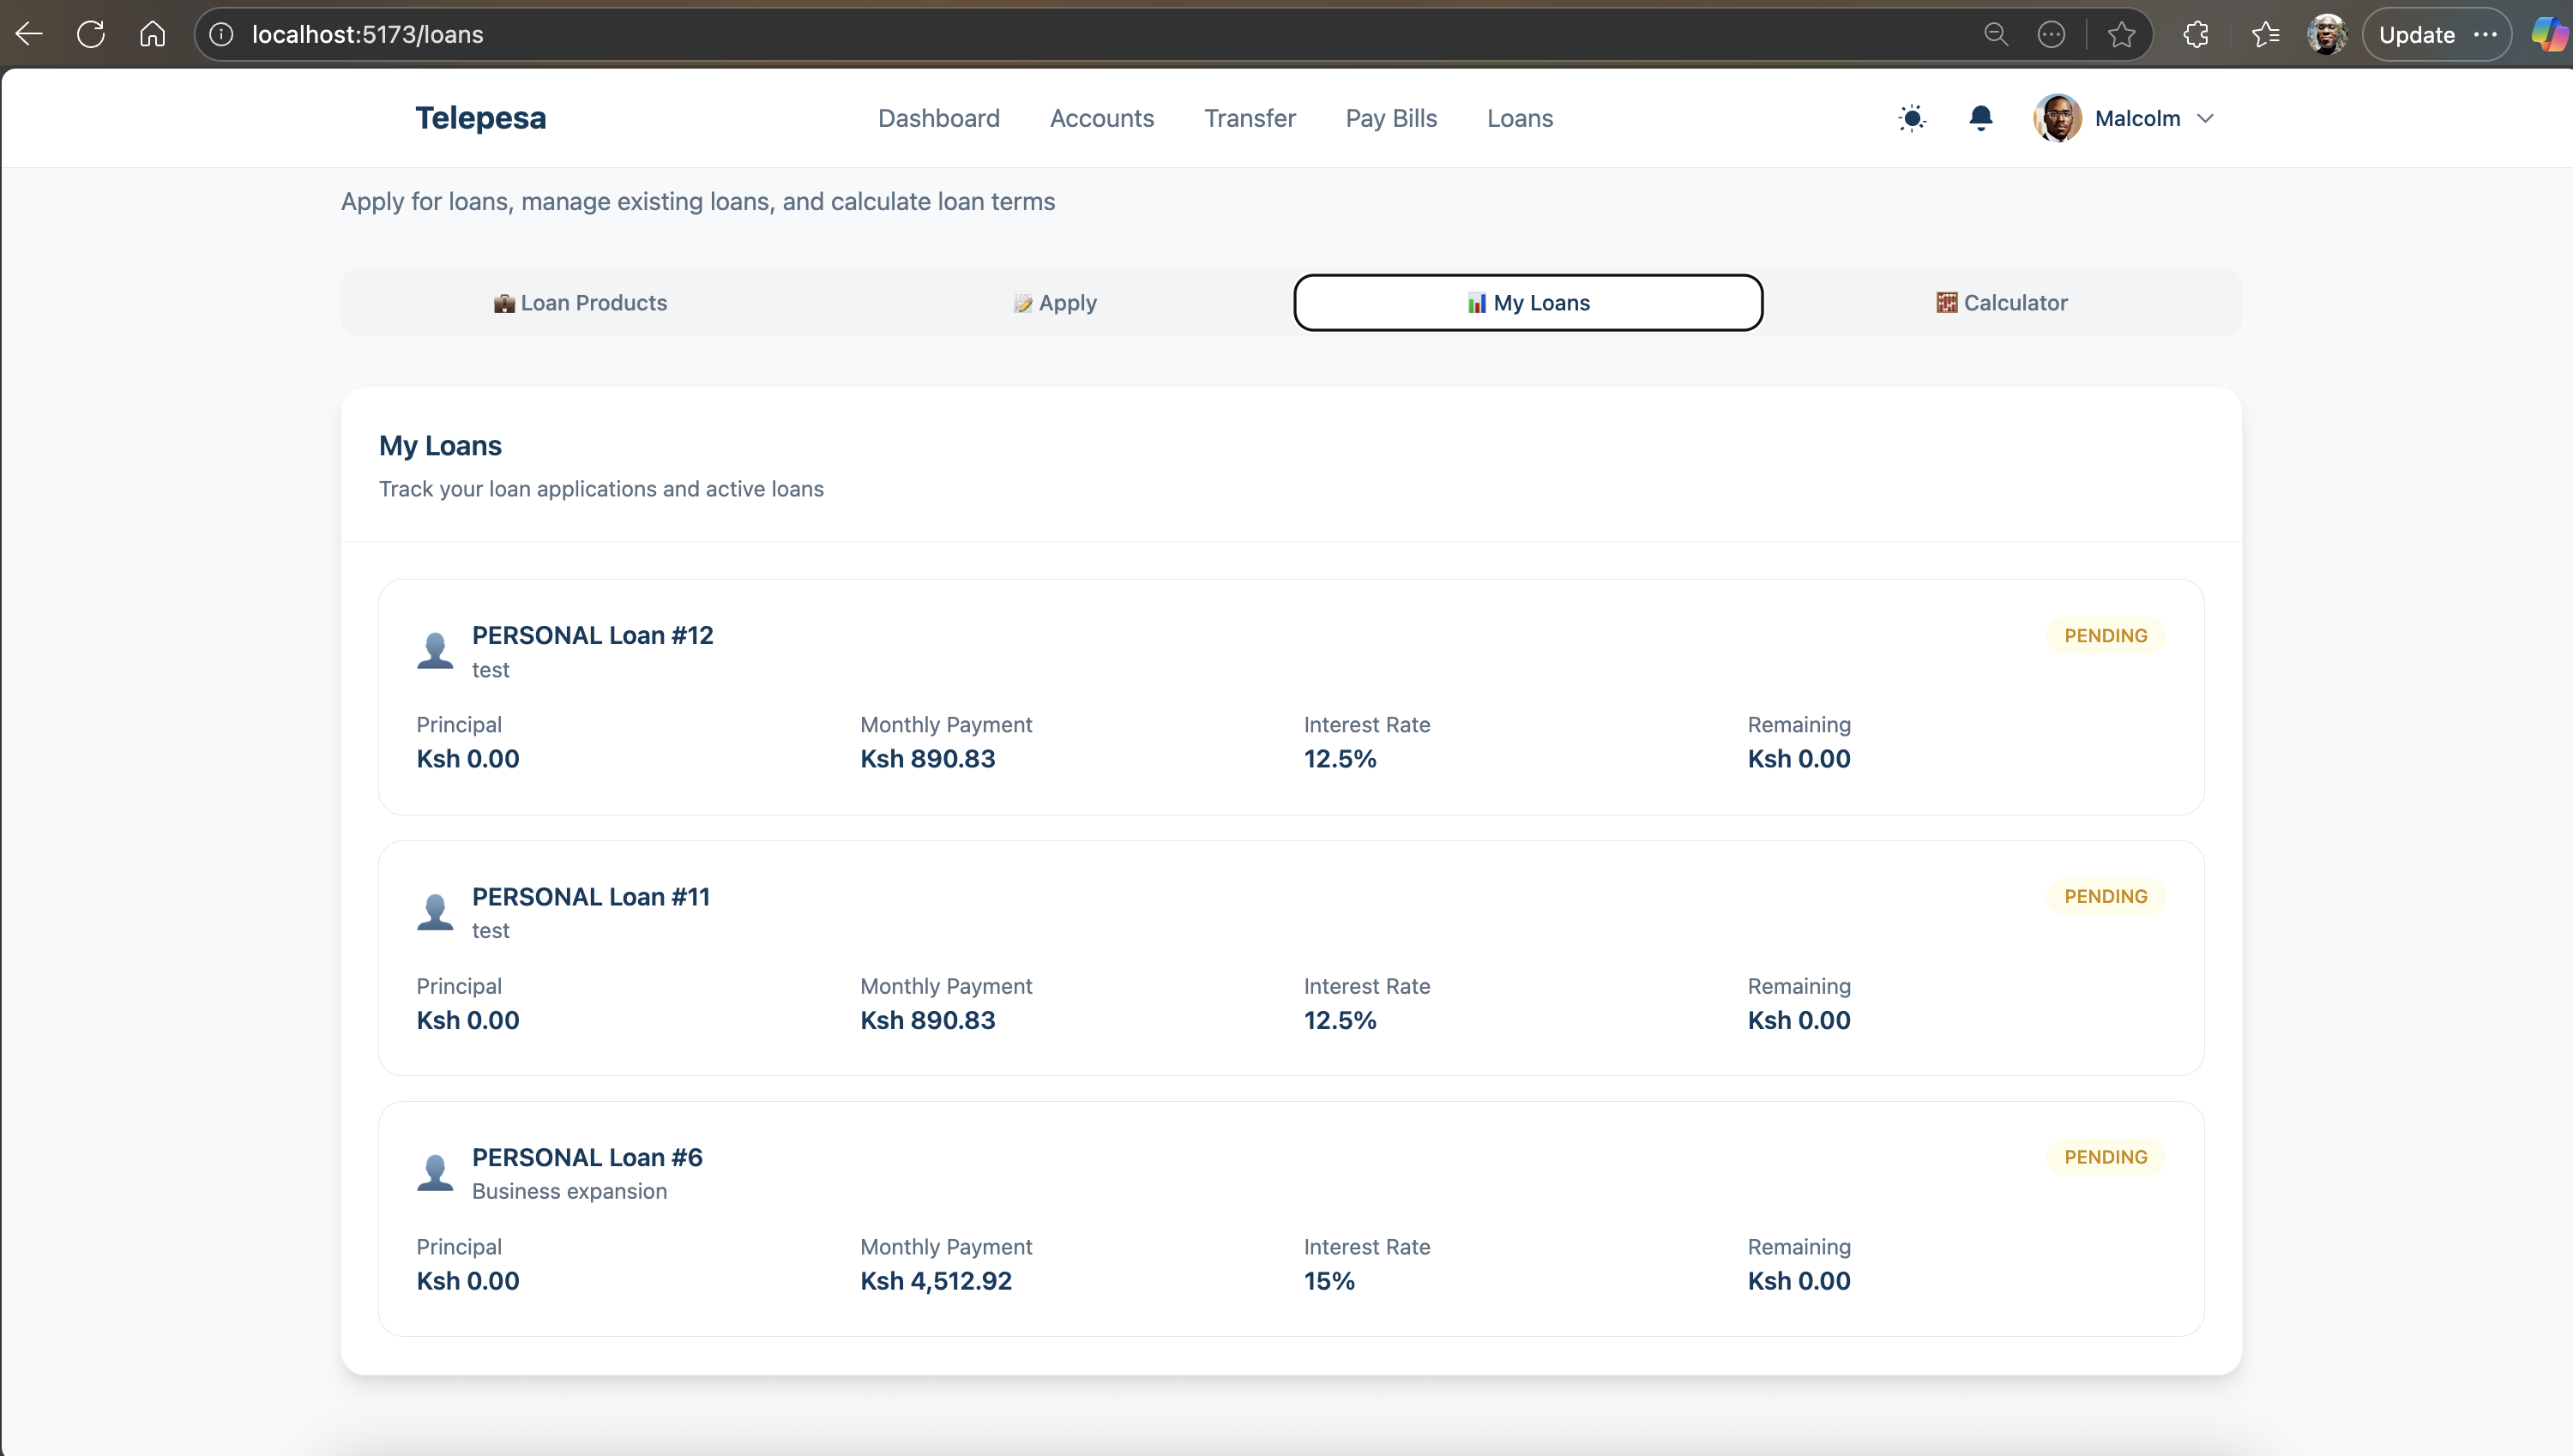 localhost:5173/loans
Update
Telepesa
Dashboard
Accounts
Transfer
Pay Bills
Loans
Malcolm
Apply for loans, manage existing loans, and calculate loan terms
Loan Products
Apply
My Loans
Calculator
My Loans
Track your loan applications and active loans
PERSONAL Loan #12
PENDING
test
Principal
Monthly Payment
Interest Rate
Remaining
Ksh 0.00
Ksh 890.83
12.5%
Ksh 0.00
PERSONAL Loan #11
PENDING
test
Principal
Monthly Payment
Interest Rate
Remaining
Ksh 0.00
Ksh 890.83
12.5%
Ksh 0.00
PERSONAL Loan #6
PENDING
Business expansion
Principal
Monthly Payment
Interest Rate
Remaining
Ksh 0.00
Ksh 4,512.92
15%
Ksh 0.00